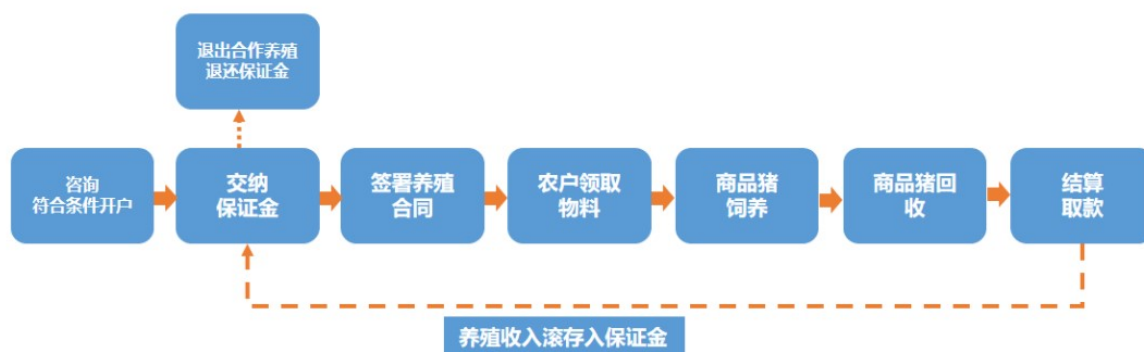 退出合作养殖
退还保证金
咨询
符合条件开户
交纳
保证金
签署养殖
合同
农户领取
物料
商品猪
饲养
商品猪回
收
结算
取款
养殖收入滚存入保证金